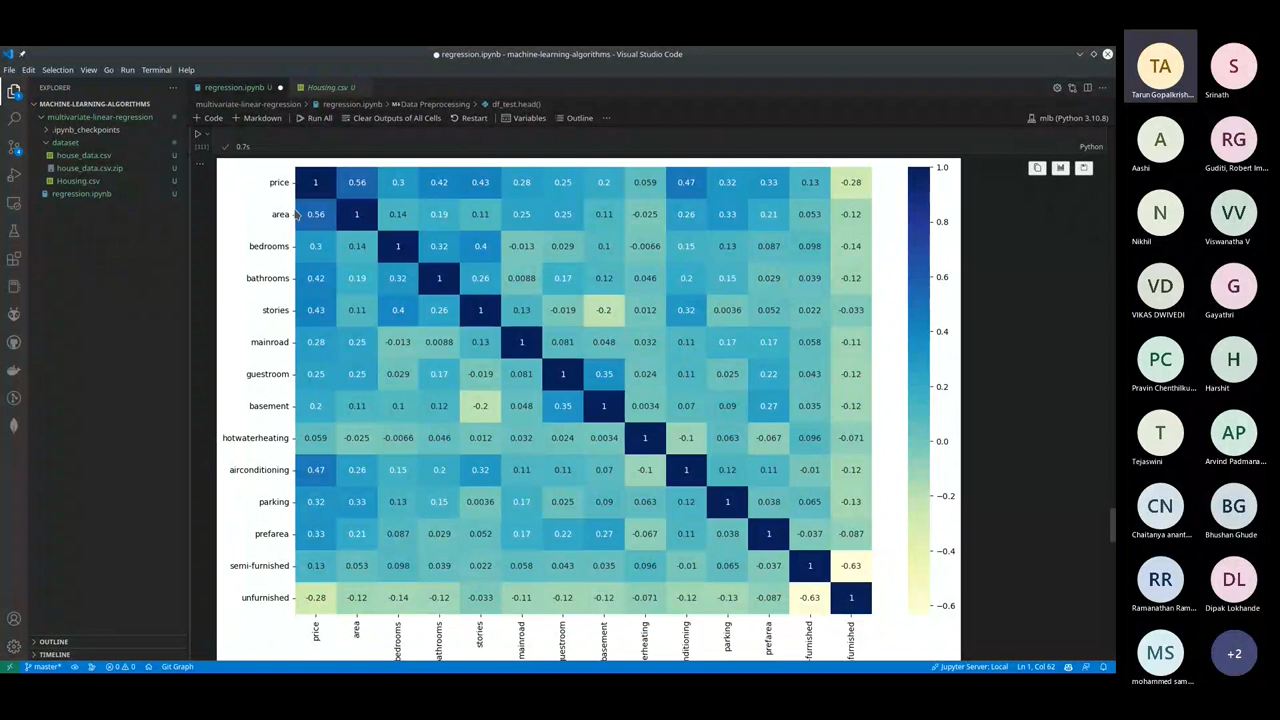 regression.ipynb - machine-learning-algorithms - Visual Studio Code
File Edit Selection View Go Run Terminal Help
EXPLORER
MACHINE-LEARNING-ALGORITHMS
multivariate-linear-regression
.ipynb_checkpoints
dataset
house_data.csv U
house_data.csv.zip U
Housing.csv U
regression.ipynb U
OUTLINE
TIMELINE
regression.ipynb U Housing.csv U
multivariate-linear-regression > regression.ipynb > Data Preprocessing > df_test.head()
+ Code + Markdown Run All Clear Outputs of All Cells Restart Variables Outline mlb (Python 3.10.8)
0.7s Python
price 1 0.56 0.3 0.42 0.43 0.28 0.25 0.2 0.059 0.47 0.32 0.33 0.13 -0.28
area 0.56 1 0.14 0.19 0.11 0.25 0.25 0.11 -0.025 0.26 0.33 0.21 0.053 -0.12
bedrooms 0.3 0.14 1 0.32 0.4 -0.013 0.029 0.1 -0.0066 0.15 0.13 0.087 0.098 -0.14
bathrooms 0.42 0.19 0.32 1 0.26 0.0088 0.17 0.12 0.046 0.2 0.15 0.029 0.039 -0.12
stories 0.43 0.11 0.4 0.26 1 0.13 -0.019 -0.2 0.012 0.32 0.0036 0.052 0.022 -0.033
mainroad 0.28 0.25 -0.013 0.0088 0.13 1 0.081 0.048 0.032 0.11 0.17 0.17 0.058 -0.11
guestroom 0.25 0.25 0.029 0.17 -0.019 0.081 1 0.35 0.024 0.11 0.025 0.22 0.043 -0.12
basement 0.2 0.11 0.1 0.12 -0.2 0.048 0.35 1 0.0034 0.07 0.09 0.27 0.035 -0.12
hotwaterheating 0.059 -0.025 -0.0066 0.046 0.012 0.032 0.024 0.0034 1 -0.1 0.063 -0.067 0.096 -0.071
airconditioning 0.47 0.26 0.15 0.2 0.32 0.11 0.11 0.07 -0.1 1 0.12 0.11 -0.01 -0.12
parking 0.32 0.33 0.13 0.15 0.0036 0.17 0.025 0.09 0.063 0.12 1 0.038 0.065 -0.13
prefarea 0.33 0.21 0.087 0.029 0.052 0.17 0.22 0.27 -0.067 0.11 0.038 1 -0.037 -0.087
semi-furnished 0.13 0.053 0.098 0.039 0.022 0.058 0.043 0.035 0.096 -0.01 0.065 -0.037 1 -0.63
unfurnished -0.28 -0.12 -0.14 -0.12 -0.033 -0.11 -0.12 -0.12 -0.071 -0.12 -0.13 -0.087 -0.63 1
price area bedrooms athrooms stories mainroad uestroom basement erheating nditioning parking prefarea -furnished furnished
1.0
0.8
0.6
0.4
0.2
0.0
−0.2
−0.4
−0.6
master* 0 0 Git Graph
Jupyter Server: Local Ln 1, Col 62
TA S
Tarun Gopalkrish... Srinath
A RG
Aashi Guditi, Robert Im...
N VV
Nikhil Viswanatha V
VD G
VIKAS DWIVEDI Gayathri
PC H
Pravin Chenthilku... Harshit
T AP
Tejaswini Arvind Padmana...
CN BG
Chaitanya anant... Bhushan Ghude
RR DL
Ramanathan Ram... Dipak Lokhande
MS +2
mohammed sam...